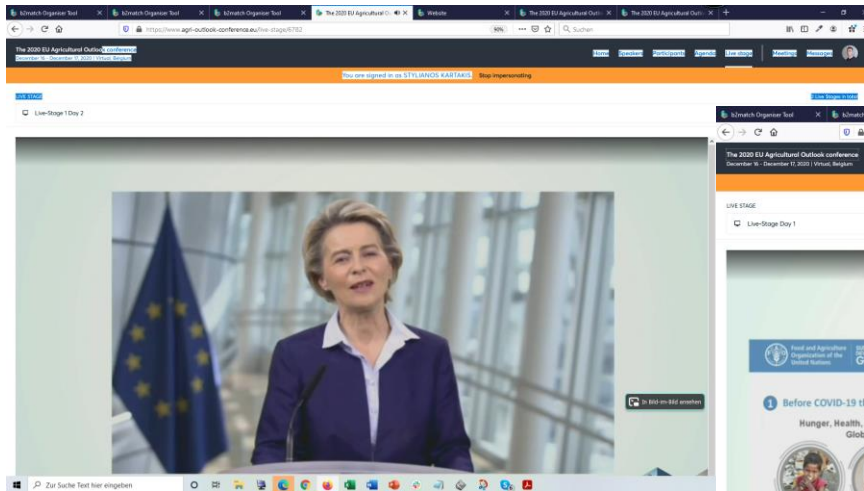 b2match Organiser Tool
b2match Organiser Tool
b2match Organiser Tool
The 2020 EU Agricultural O
Website
The 2020 EU Agricultural Outl
The 2020 EU Agricultural Outl
https://www.agri-outlook-conference.eu/live-stage/6782
90%
Suchen
The 2020 EU Agricultural Outlook conference
December 16 - December 17, 2020 | Virtual, Belgium
Home Speakers Participants Agenda Live stage Meetings Messages
You are signed in as STYLIANOS KARTAKIS. Stop impersonating
LIVE STAGE
2 Live Stages in total
Live-Stage 1 Day 2
In Bild-im-Bild ansehen
Zur Suche Text hier eingeben
b2match Organiser Tool
b2match
The 2020 EU Agricultural Outlook conference
December 16 - December 17, 2020 | Virtual, Belgium
LIVE STAGE
Live-Stage Day 1
Food and Agriculture
Organization of the
United Nations
1 Before COVID-19 th
Hunger, Health,
Glob